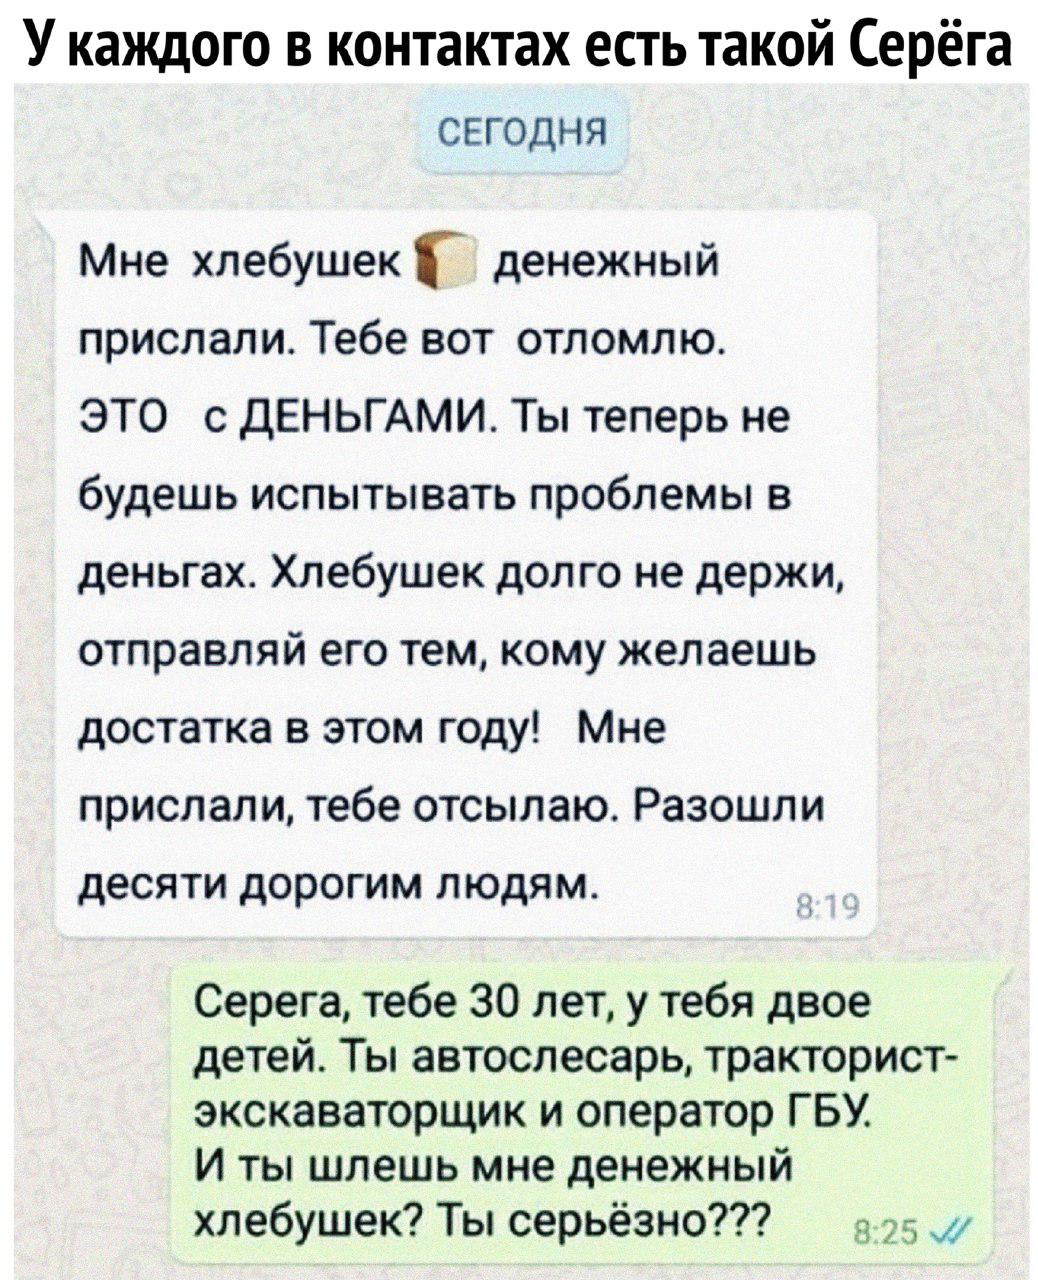 У каждого в контактах есть такой Серёга
СЕГОДНЯ
Мне хлебушек 🍞 денежный
прислали. Тебе вот отломлю.
ЭТО с ДЕНЬГАМИ. Ты теперь не
будешь испытывать проблемы в
деньгах. Хлебушек долго не держи,
отправляй его тем, кому желаешь
достатка в этом году! Мне
прислали, тебе отсылаю. Разошли
десяти дорогим людям.
8:19
Серега, тебе 30 лет, у тебя двое
детей. Ты автослесарь, тракторист-
экскаваторщик и оператор ГБУ.
И ты шлешь мне денежный
хлебушек? Ты серьёзно???
8:25